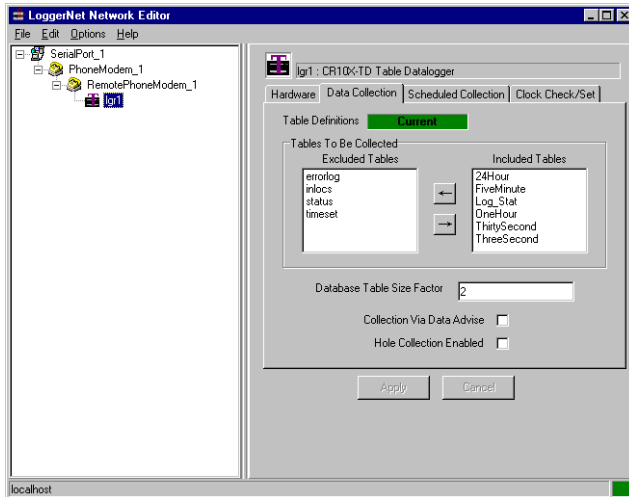 LoggerNet Network Editor
File Edit Options Help
SerialPort_1
PhoneModem_1
RemotePhoneModem_1
lgr1
lgr1 : CR10X-TD Table Datalogger
Hardware Data Collection Scheduled Collection Clock Check/Set
Table Definitions Current
Tables To Be Collected
Excluded Tables Included Tables
errorlog 24Hour
inlocs FiveMinute
status Log_Stat
timeset OneHour
ThirtySecond
ThreeSecond
Database Table Size Factor 2
Collection Via Data Advise
Hole Collection Enabled
Apply Cancel
localhost